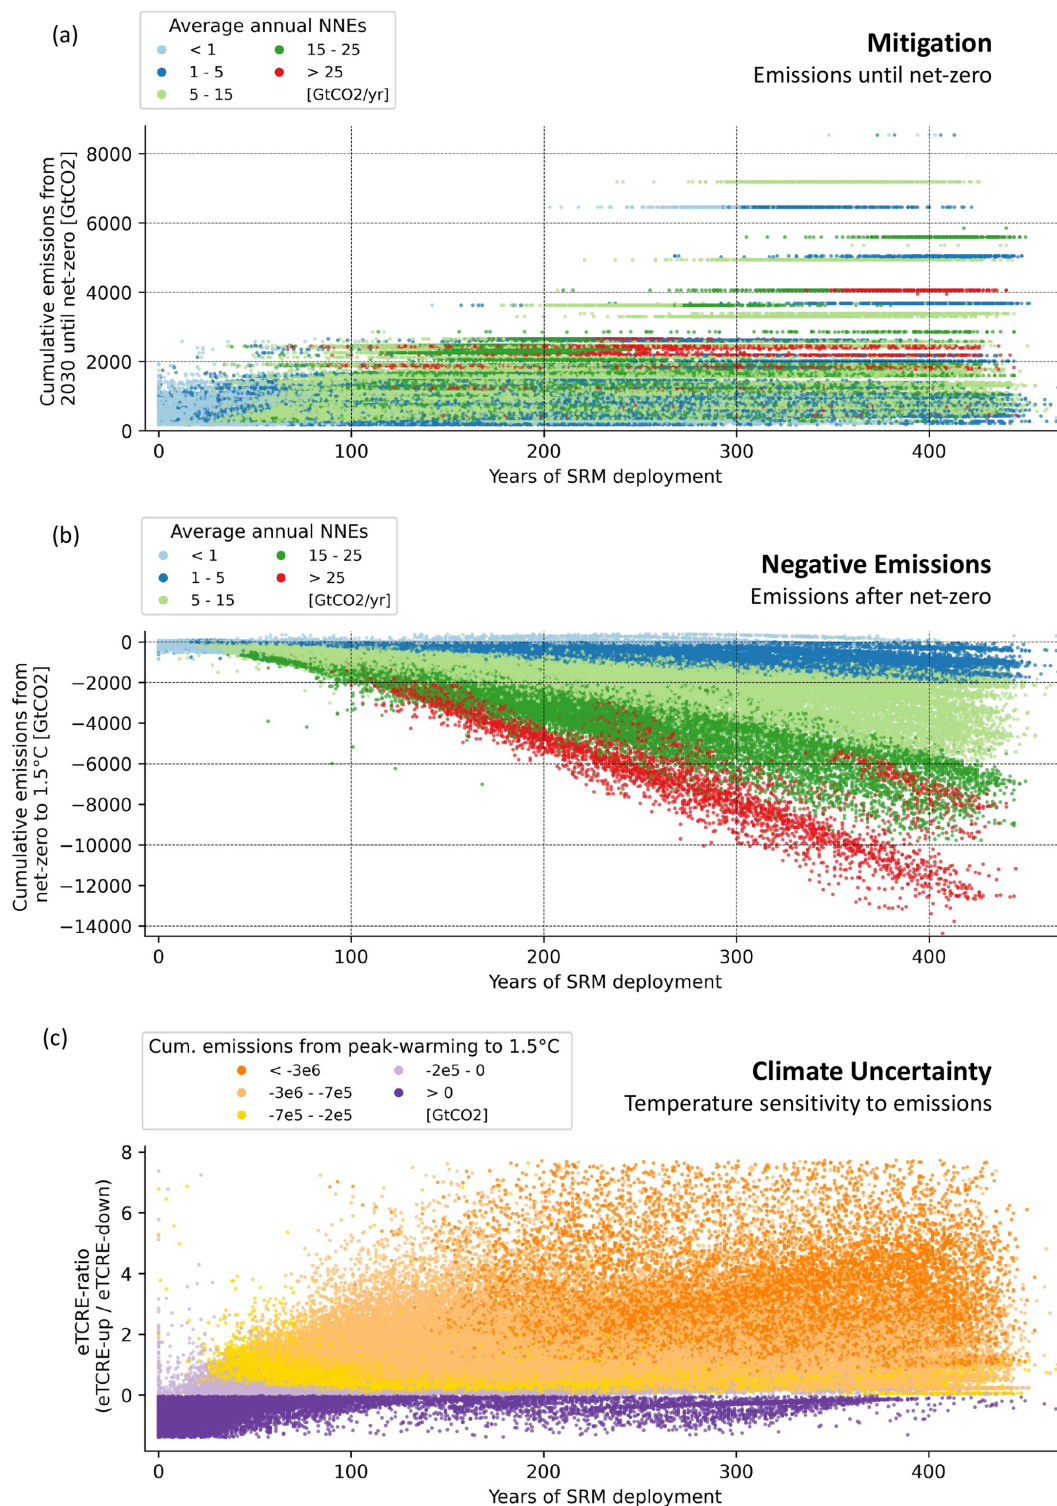 (a)
Average annual NNEs
< 1
15 - 25
1 - 5
> 25
5 - 15
[GtCO2/yr]
Mitigation
Emissions until net-zero
Cumulative emissions from
2030 until net-zero [GtCO2]
8000
6000
4000
2000
0
0 100 200 300 400
Years of SRM deployment
(b)
Average annual NNEs
< 1
15 - 25
1 - 5
> 25
5 - 15
[GtCO2/yr]
Negative Emissions
Emissions after net-zero
Cumulative emissions from
net-zero to 1.5°C [GtCO2]
0
−2000
−4000
−6000
−8000
−10000
−12000
−14000
0 100 200 300 400
Years of SRM deployment
(c)
Cum. emissions from peak-warming to 1.5°C
< -3e6
-2e5 - 0
-3e6 - -7e5
> 0
-7e5 - -2e5
[GtCO2]
Climate Uncertainty
Temperature sensitivity to emissions
eTCRE-ratio
(eTCRE-up / eTCRE-down)
8
6
4
2
0
0 100 200 300 400
Years of SRM deployment